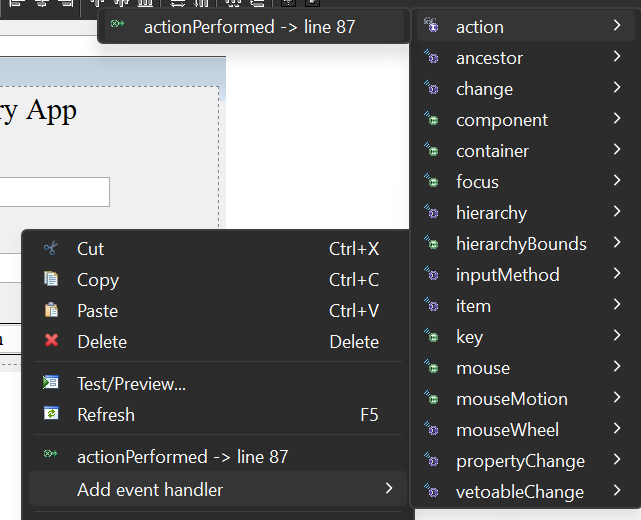 actionPerformed -> line 87
action
ancestor
change
component
container
focus
hierarchy
hierarchyBounds
inputMethod
item
key
mouse
mouseMotion
mouseWheel
propertyChange
vetoableChange
ry App
Cut Ctrl+X
Copy Ctrl+C
Paste Ctrl+V
Delete Delete
Test/Preview...
Refresh F5
actionPerformed -> line 87
Add event handler